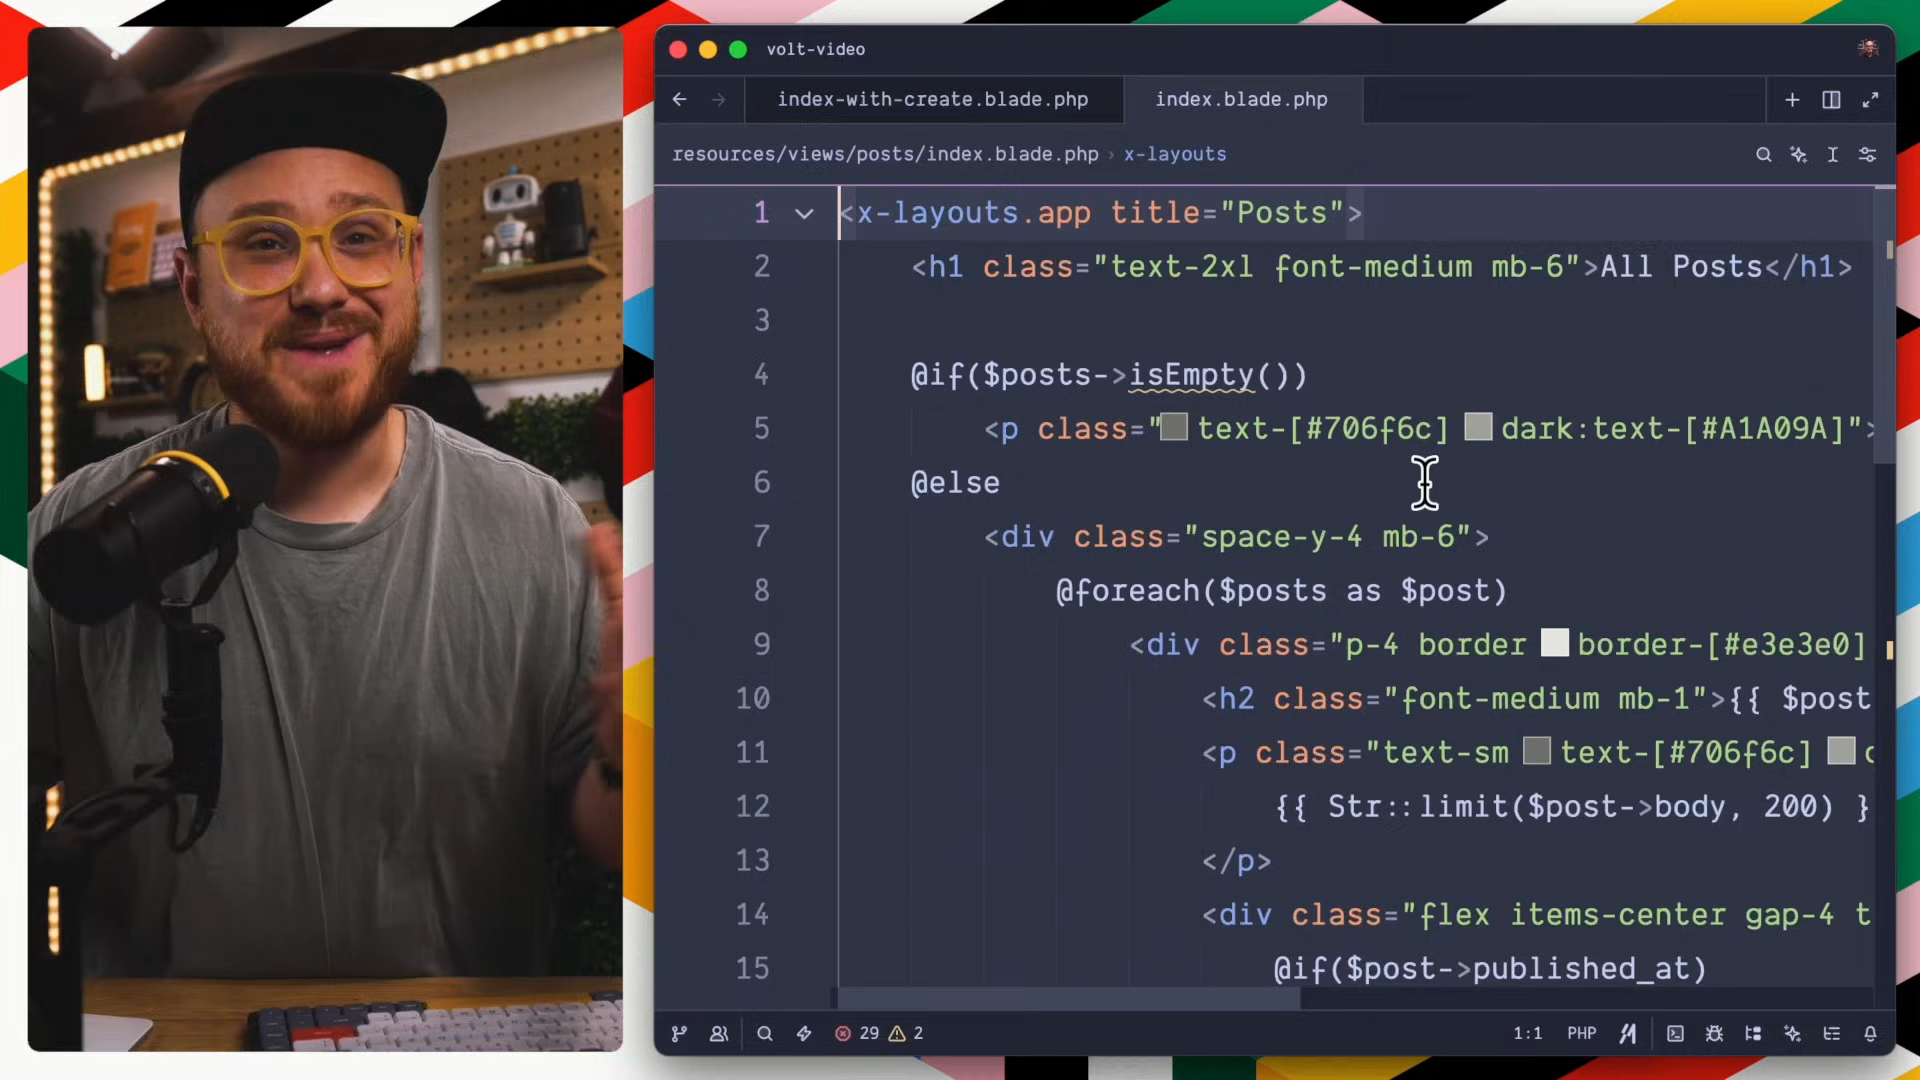 volt-video
index-with-create.blade.php
index.blade.php
resources/views/posts/index.blade.php › x-layouts
1 <x-layouts.app title="Posts">
2 <h1 class="text-2xl font-medium mb-6">All Posts</h1>
3
4 @if($posts->isEmpty())
5 <p class="text-[#706f6c] dark:text-[#A1A09A]">
6 @else
7 <div class="space-y-4 mb-6">
8 @foreach($posts as $post)
9 <div class="p-4 border border-[#e3e3e0]
10 <h2 class="font-medium mb-1">{{ $post
11 <p class="text-sm text-[#706f6c]
12 {{ Str::limit($post->body, 200) }
13 </p>
14 <div class="flex items-center gap-4 t
15 @if($post->published_at)
29 2
1:1 PHP